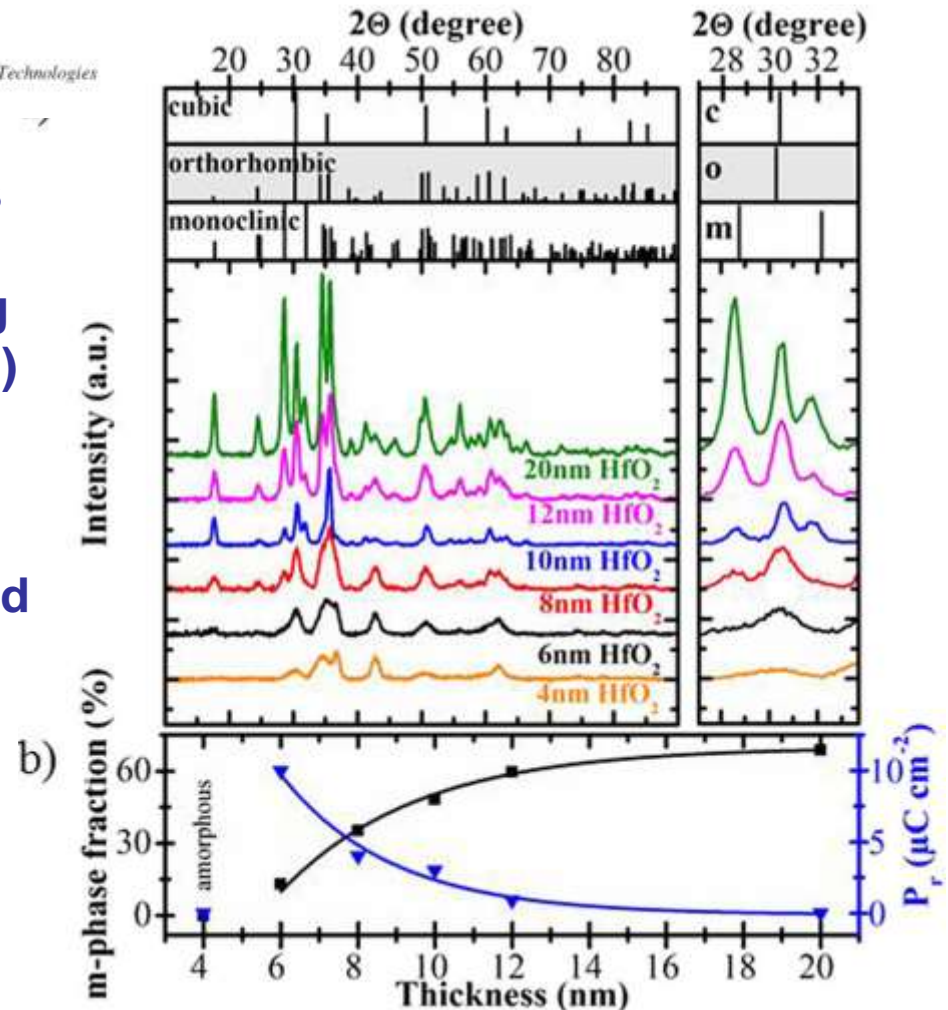 Technologies
g
)
d
2Θ (degree)
2Θ (degree)
20 30 40 50 60 70 80
28 30 32
cubic
c
orthorhombic
o
monoclinic
m
Intensity (a.u.)
20nm HfO2
12nm HfO2
10nm HfO2
8nm HfO2
6nm HfO2
4nm HfO2
b)
m-phase fraction (%)
60
30
0
amorphous
10
5
0
Pr (µC cm-2)
4 6 8 10 12 14 16 18 20
Thickness (nm)